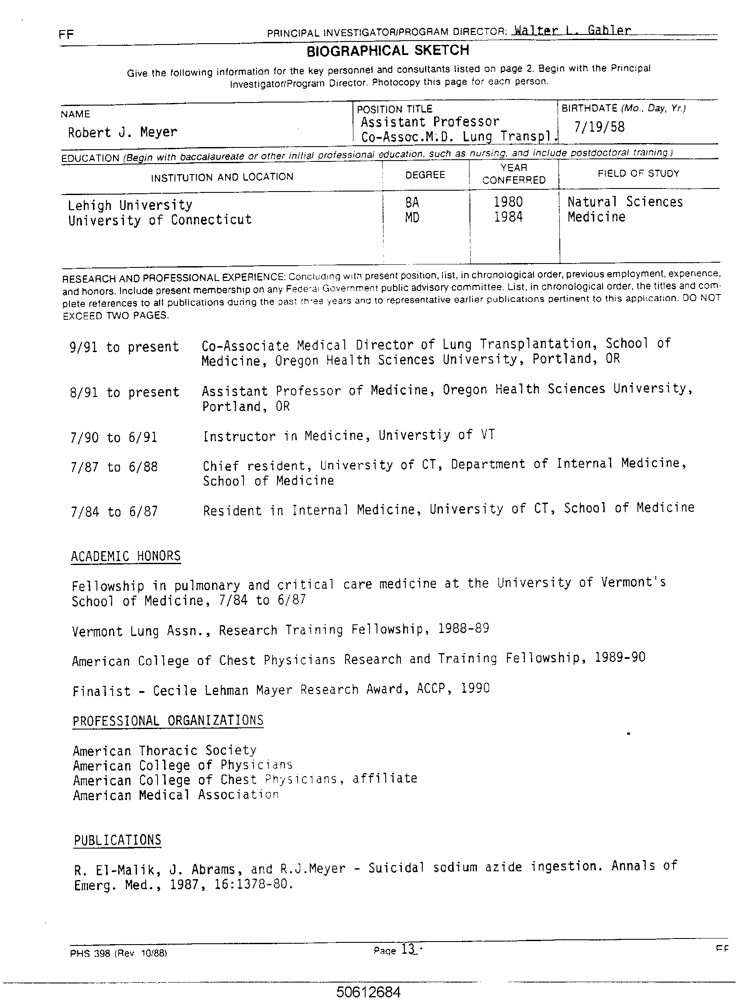 FF
PRINCIPAL INVESTIGATOR/PROGRAM DIRECTOR: Walter L. Gabler
BIOGRAPHICAL SKETCH
Give the following information for the key personnel and consultants listed on page 2. Begin with the Principal
Investigator/Program Director. Photocopy this page for each person.
NAME
Robert J. Meyer
POSITION TITLE
Assistant Professor
Co-Assoc.M.D. Lung Transpl.
BIRTHDATE (Mo., Day, Yr.)
7/19/58
EDUCATION (Begin with baccalaureate or other initial professional education, such as nursing, and include postdoctoral training.)
INSTITUTION AND LOCATION DEGREE YEAR CONFERRED FIELD OF STUDY
Lehigh University BA 1980 Natural Sciences
University of Connecticut MD 1984 Medicine
RESEARCH AND PROFESSIONAL EXPERIENCE: Concluding with present position, list, in chronological order, previous employment, experience,
and honors. Include present membership on any Federal Government public advisory committee. List, in chronological order, the titles and com-
plete references to all publications during the past three years and to representative earlier publications pertinent to this application. DO NOT
EXCEED TWO PAGES.
9/91 to present Co-Associate Medical Director of Lung Transplantation, School of
Medicine, Oregon Health Sciences University, Portland, OR
8/91 to present Assistant Professor of Medicine, Oregon Health Sciences University,
Portland, OR
7/90 to 6/91 Instructor in Medicine, Universtiy of VT
7/87 to 6/88 Chief resident, University of CT, Department of Internal Medicine,
School of Medicine
7/84 to 6/87 Resident in Internal Medicine, University of CT, School of Medicine
ACADEMIC HONORS
Fellowship in pulmonary and critical care medicine at the University of Vermont's
School of Medicine, 7/84 to 6/87
Vermont Lung Assn., Research Training Fellowship, 1988-89
American College of Chest Physicians Research and Training Fellowship, 1989-90
Finalist - Cecile Lehman Mayer Research Award, ACCP, 1990
PROFESSIONAL ORGANIZATIONS
American Thoracic Society
American College of Physicians
American College of Chest Physicians, affiliate
American Medical Association
PUBLICATIONS
R. El-Malik, J. Abrams, and R.J.Meyer - Suicidal sodium azide ingestion. Annals of
Emerg. Med., 1987, 16:1378-80.
PHS 398 (Rev. 10/88) Page 13 FF
50612684